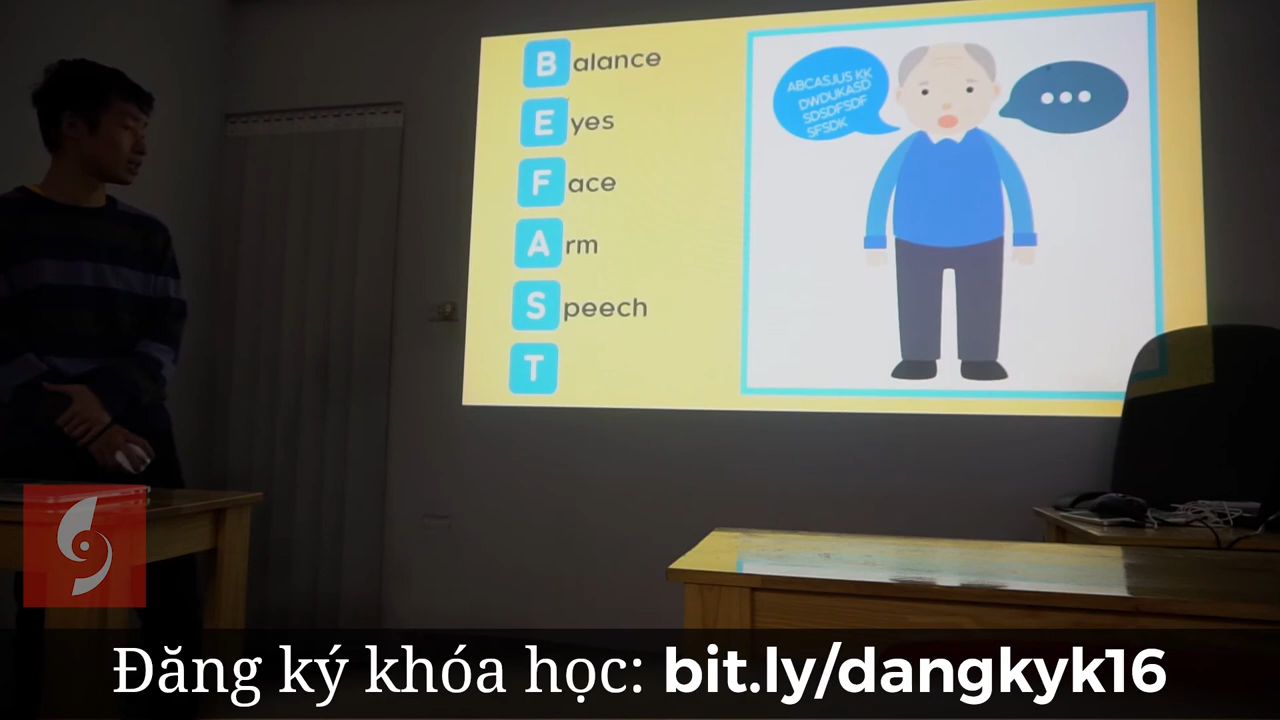 Balance
Eyes
Face
Arm
Speech
T
ABCASJUS KK
DWDUKASD
SDSDFSDF
SFSDK
Đăng ký khóa học: bit.ly/dangkyk16